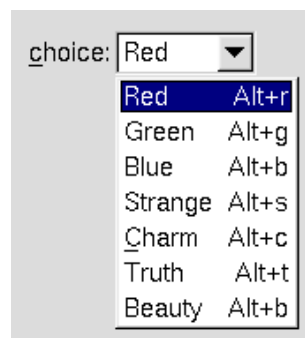 choice: Red
Red Alt+r
Green Alt+g
Blue Alt+b
Strange Alt+s
Charm Alt+c
Truth Alt+t
Beauty Alt+b